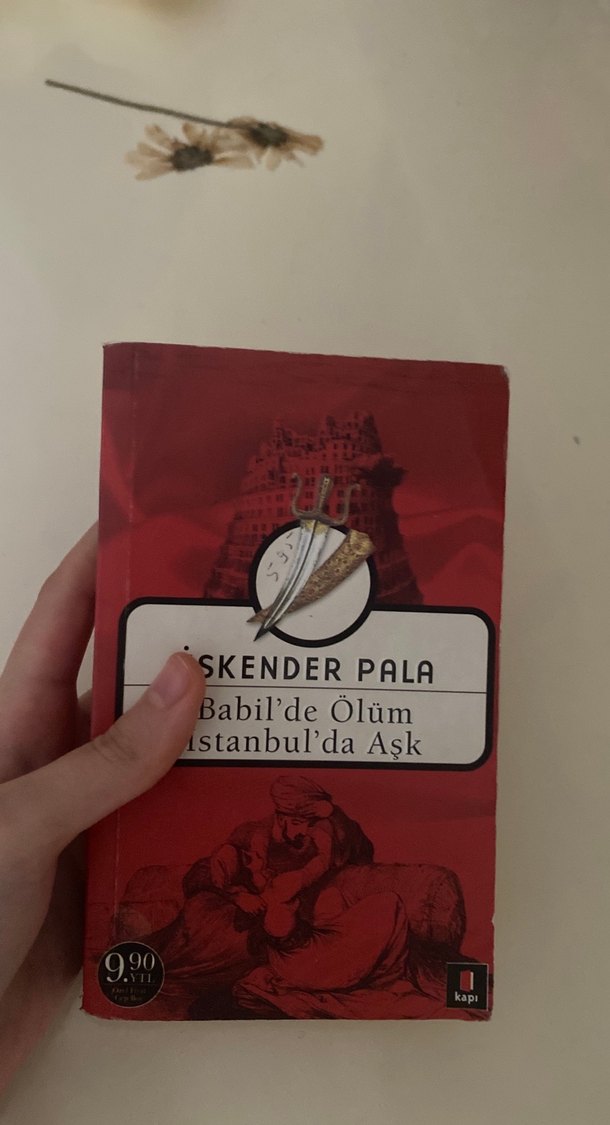 İSKENDER PALA
Babil'de Ölüm
İstanbul'da Aşk
9.90
YTL
kapı